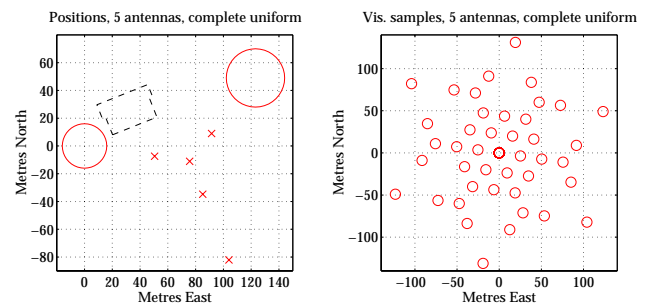 Positions, 5 antennas, complete uniform
Metres North
60
40
20
0
−20
−40
−60
−80
0 20 40 60 80 100 120 140
Metres East
Vis. samples, 5 antennas, complete uniform
Metres North
100
50
0
−50
−100
−100 −50 0 50 100
Metres East